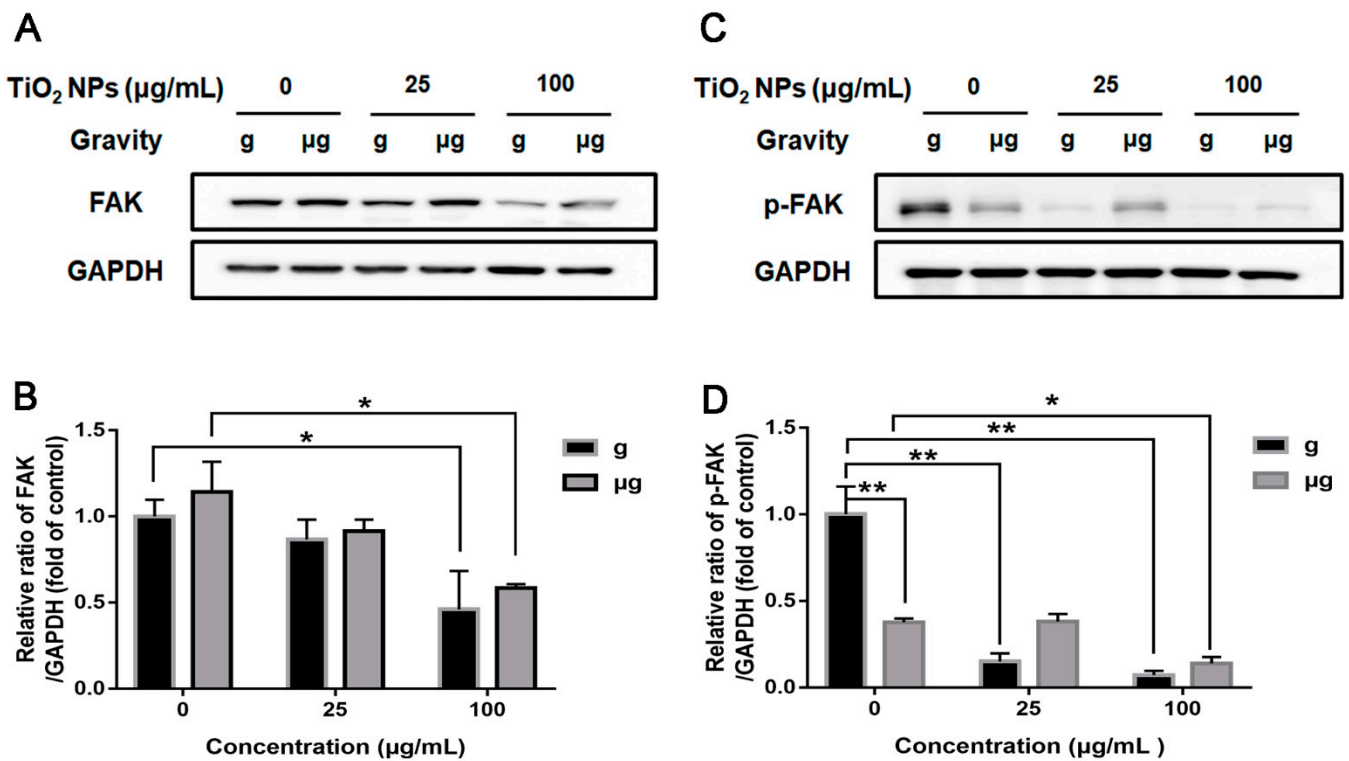 A
TiO2 NPs (µg/mL) 0 25 100
Gravity g µg g µg g µg
FAK
GAPDH
C
TiO2 NPs (µg/mL) 0 25 100
Gravity g µg g µg g µg
p-FAK
GAPDH
B
Relative ratio of FAK
/GAPDH (fold of control)
1.5
1.0
0.5
0.0
*
*
g
µg
0 25 100
Concentration (µg/mL)
D
Relative ratio of p-FAK
/GAPDH (fold of control)
1.5
1.0
0.5
0.0
*
**
**
**
g
µg
0 25 100
Concentration (µg/mL )